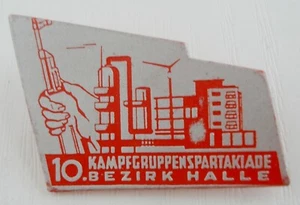 10. KAMPFGRUPPENSPARTAKIADE
BEZIRK HALLE